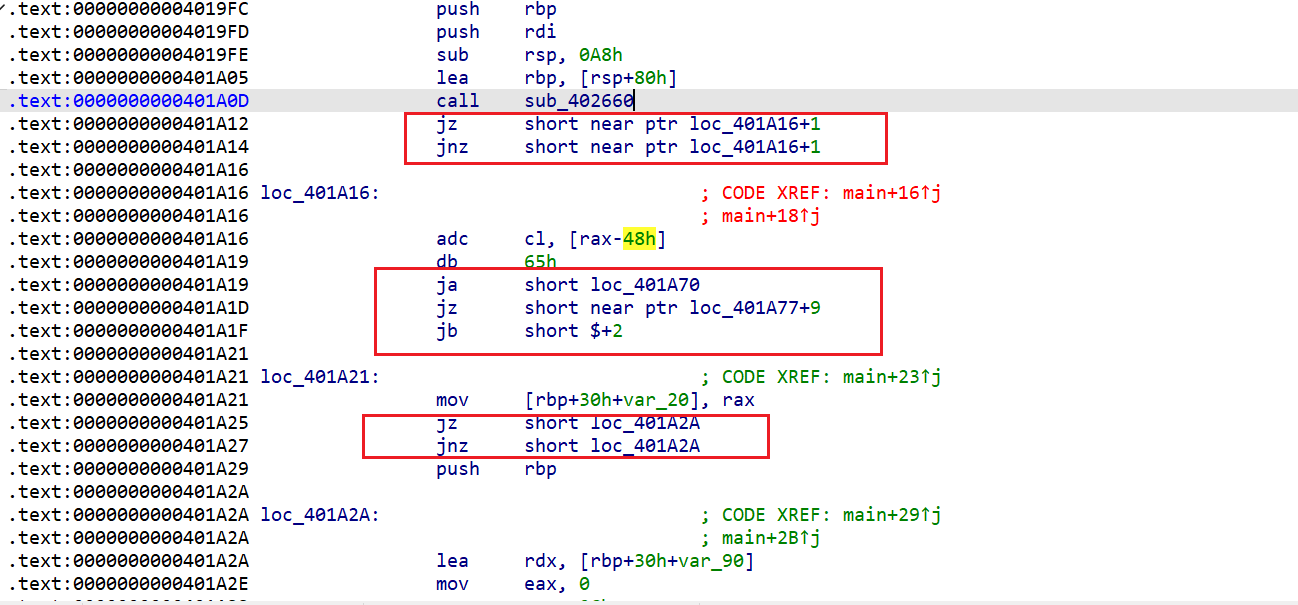 .text:00000000004019FC push rbp
.text:00000000004019FD push rdi
.text:00000000004019FE sub rsp, 0A8h
.text:0000000000401A05 lea rbp, [rsp+80h]
.text:0000000000401A0D call sub_402660
.text:0000000000401A12 jz short near ptr loc_401A16+1
.text:0000000000401A14 jnz short near ptr loc_401A16+1
.text:0000000000401A16
.text:0000000000401A16 loc_401A16: ; CODE XREF: main+16↑j
.text:0000000000401A16 ; main+18↑j
.text:0000000000401A16 adc cl, [rax-48h]
.text:0000000000401A19 db 65h
.text:0000000000401A19 ja short loc_401A70
.text:0000000000401A1D jz short near ptr loc_401A77+9
.text:0000000000401A1F jb short $+2
.text:0000000000401A21
.text:0000000000401A21 loc_401A21: ; CODE XREF: main+23↑j
.text:0000000000401A21 mov [rbp+30h+var_20], rax
.text:0000000000401A25 jz short loc_401A2A
.text:0000000000401A27 jnz short loc_401A2A
.text:0000000000401A29 push rbp
.text:0000000000401A2A
.text:0000000000401A2A loc_401A2A: ; CODE XREF: main+29↑j
.text:0000000000401A2A ; main+2B↑j
.text:0000000000401A2A lea rdx, [rbp+30h+var_90]
.text:0000000000401A2E mov eax, 0